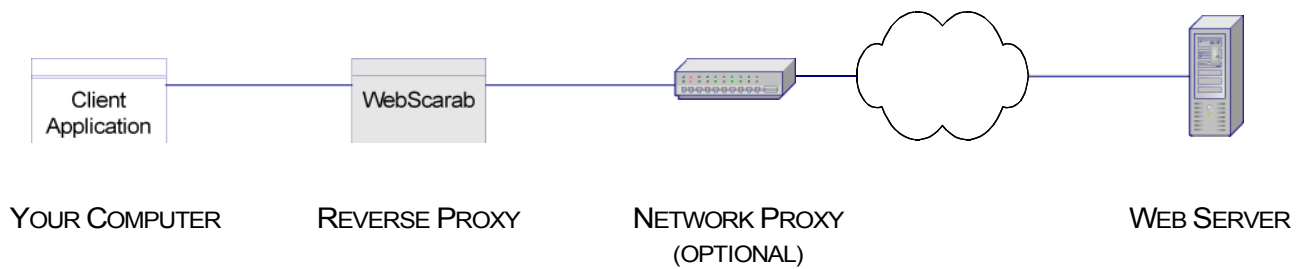 Client
Application
WebScarab
YOUR COMPUTER
REVERSE PROXY
NETWORK PROXY
(OPTIONAL)
WEB SERVER